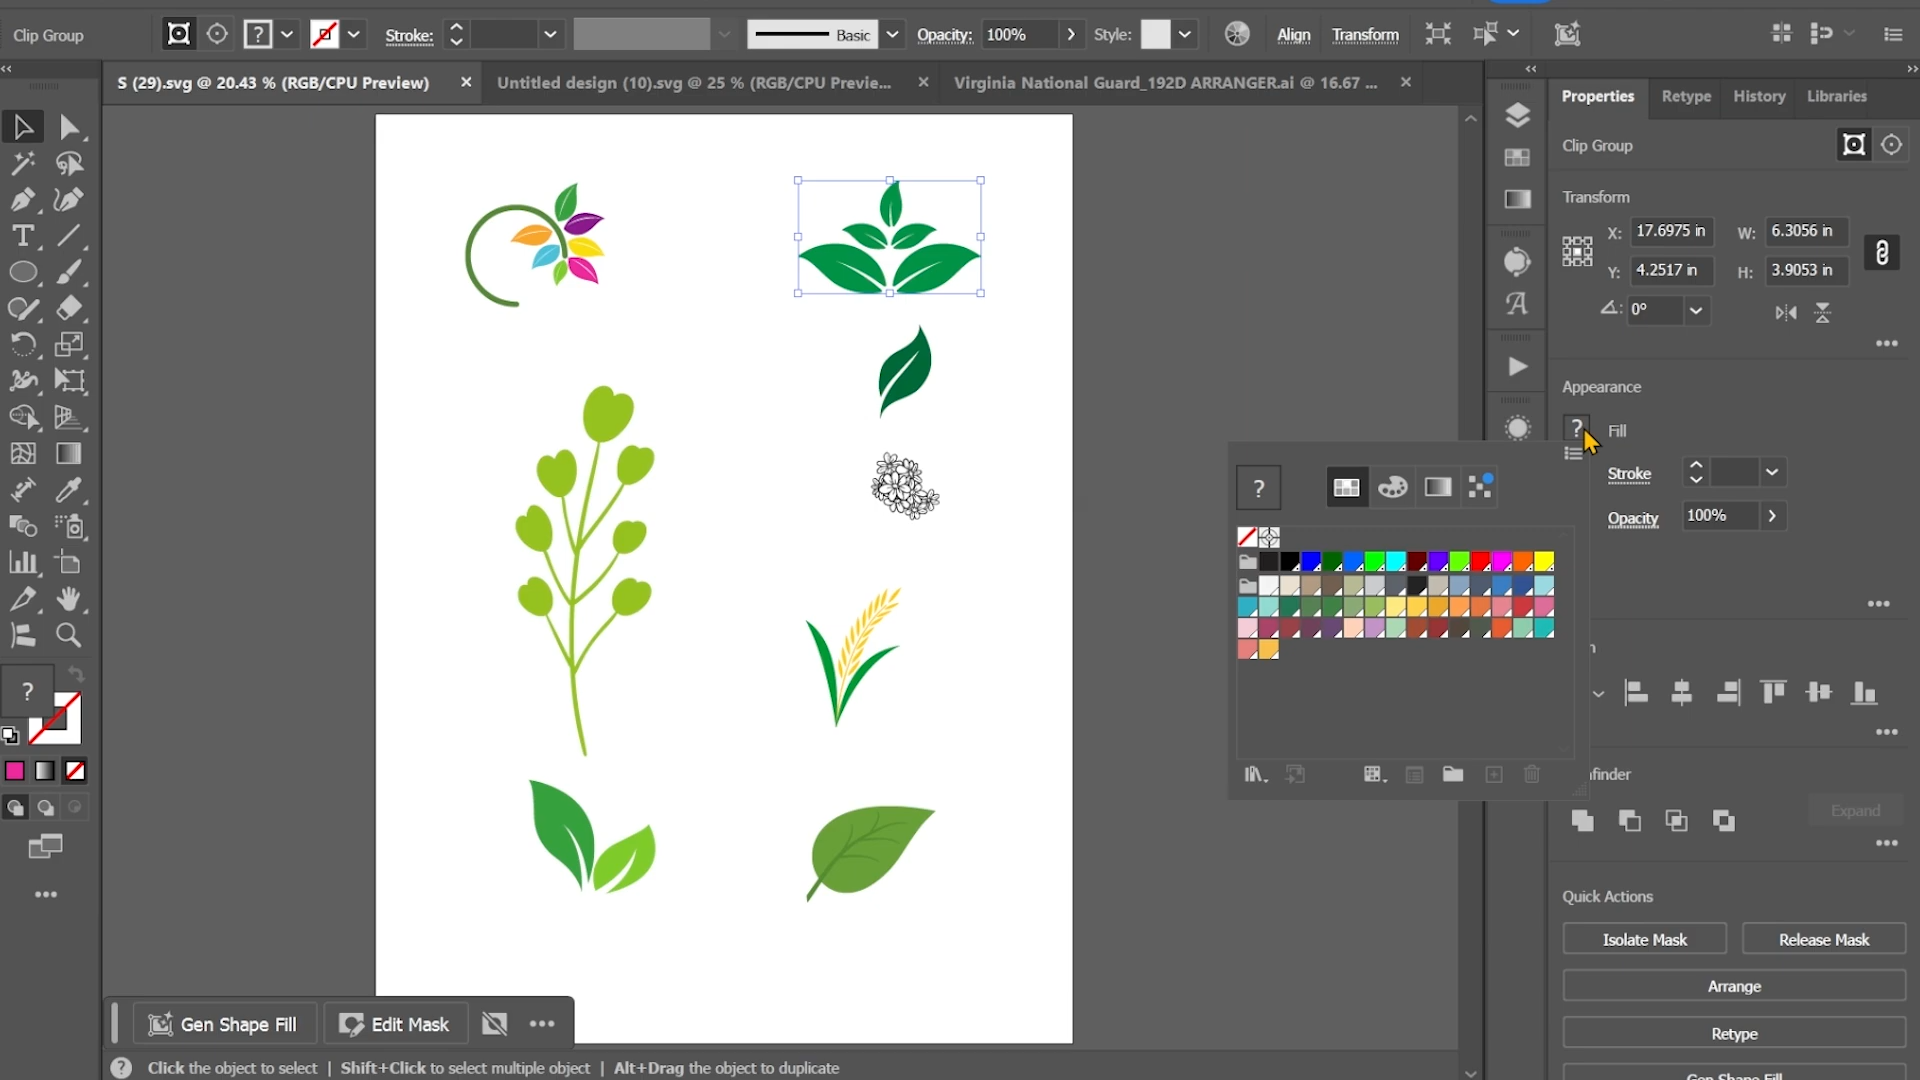 Clip Group
?
Stroke:
Basic
Opacity: 100%
Style:
Align
Transform
S (29).svg @ 20.43 % (RGB/CPU Preview)
Untitled design (10).svg @ 25 % (RGB/CPU Previe...
Virginia National Guard_192D ARRANGER.ai @ 16.67 ...
Properties
Retype
History
Libraries
Clip Group
Transform
X: 17.6975 in
W: 6.3056 in
Y: 4.2517 in
H: 3.9053 in
0°
Appearance
? Fill
Stroke
Opacity 100%
?
?
Expand
Quick Actions
Isolate Mask
Release Mask
Arrange
Retype
Gen Shape Fill
Gen Shape Fill
Edit Mask
Click the object to select | Shift+Click to select multiple object | Alt+Drag the object to duplicate